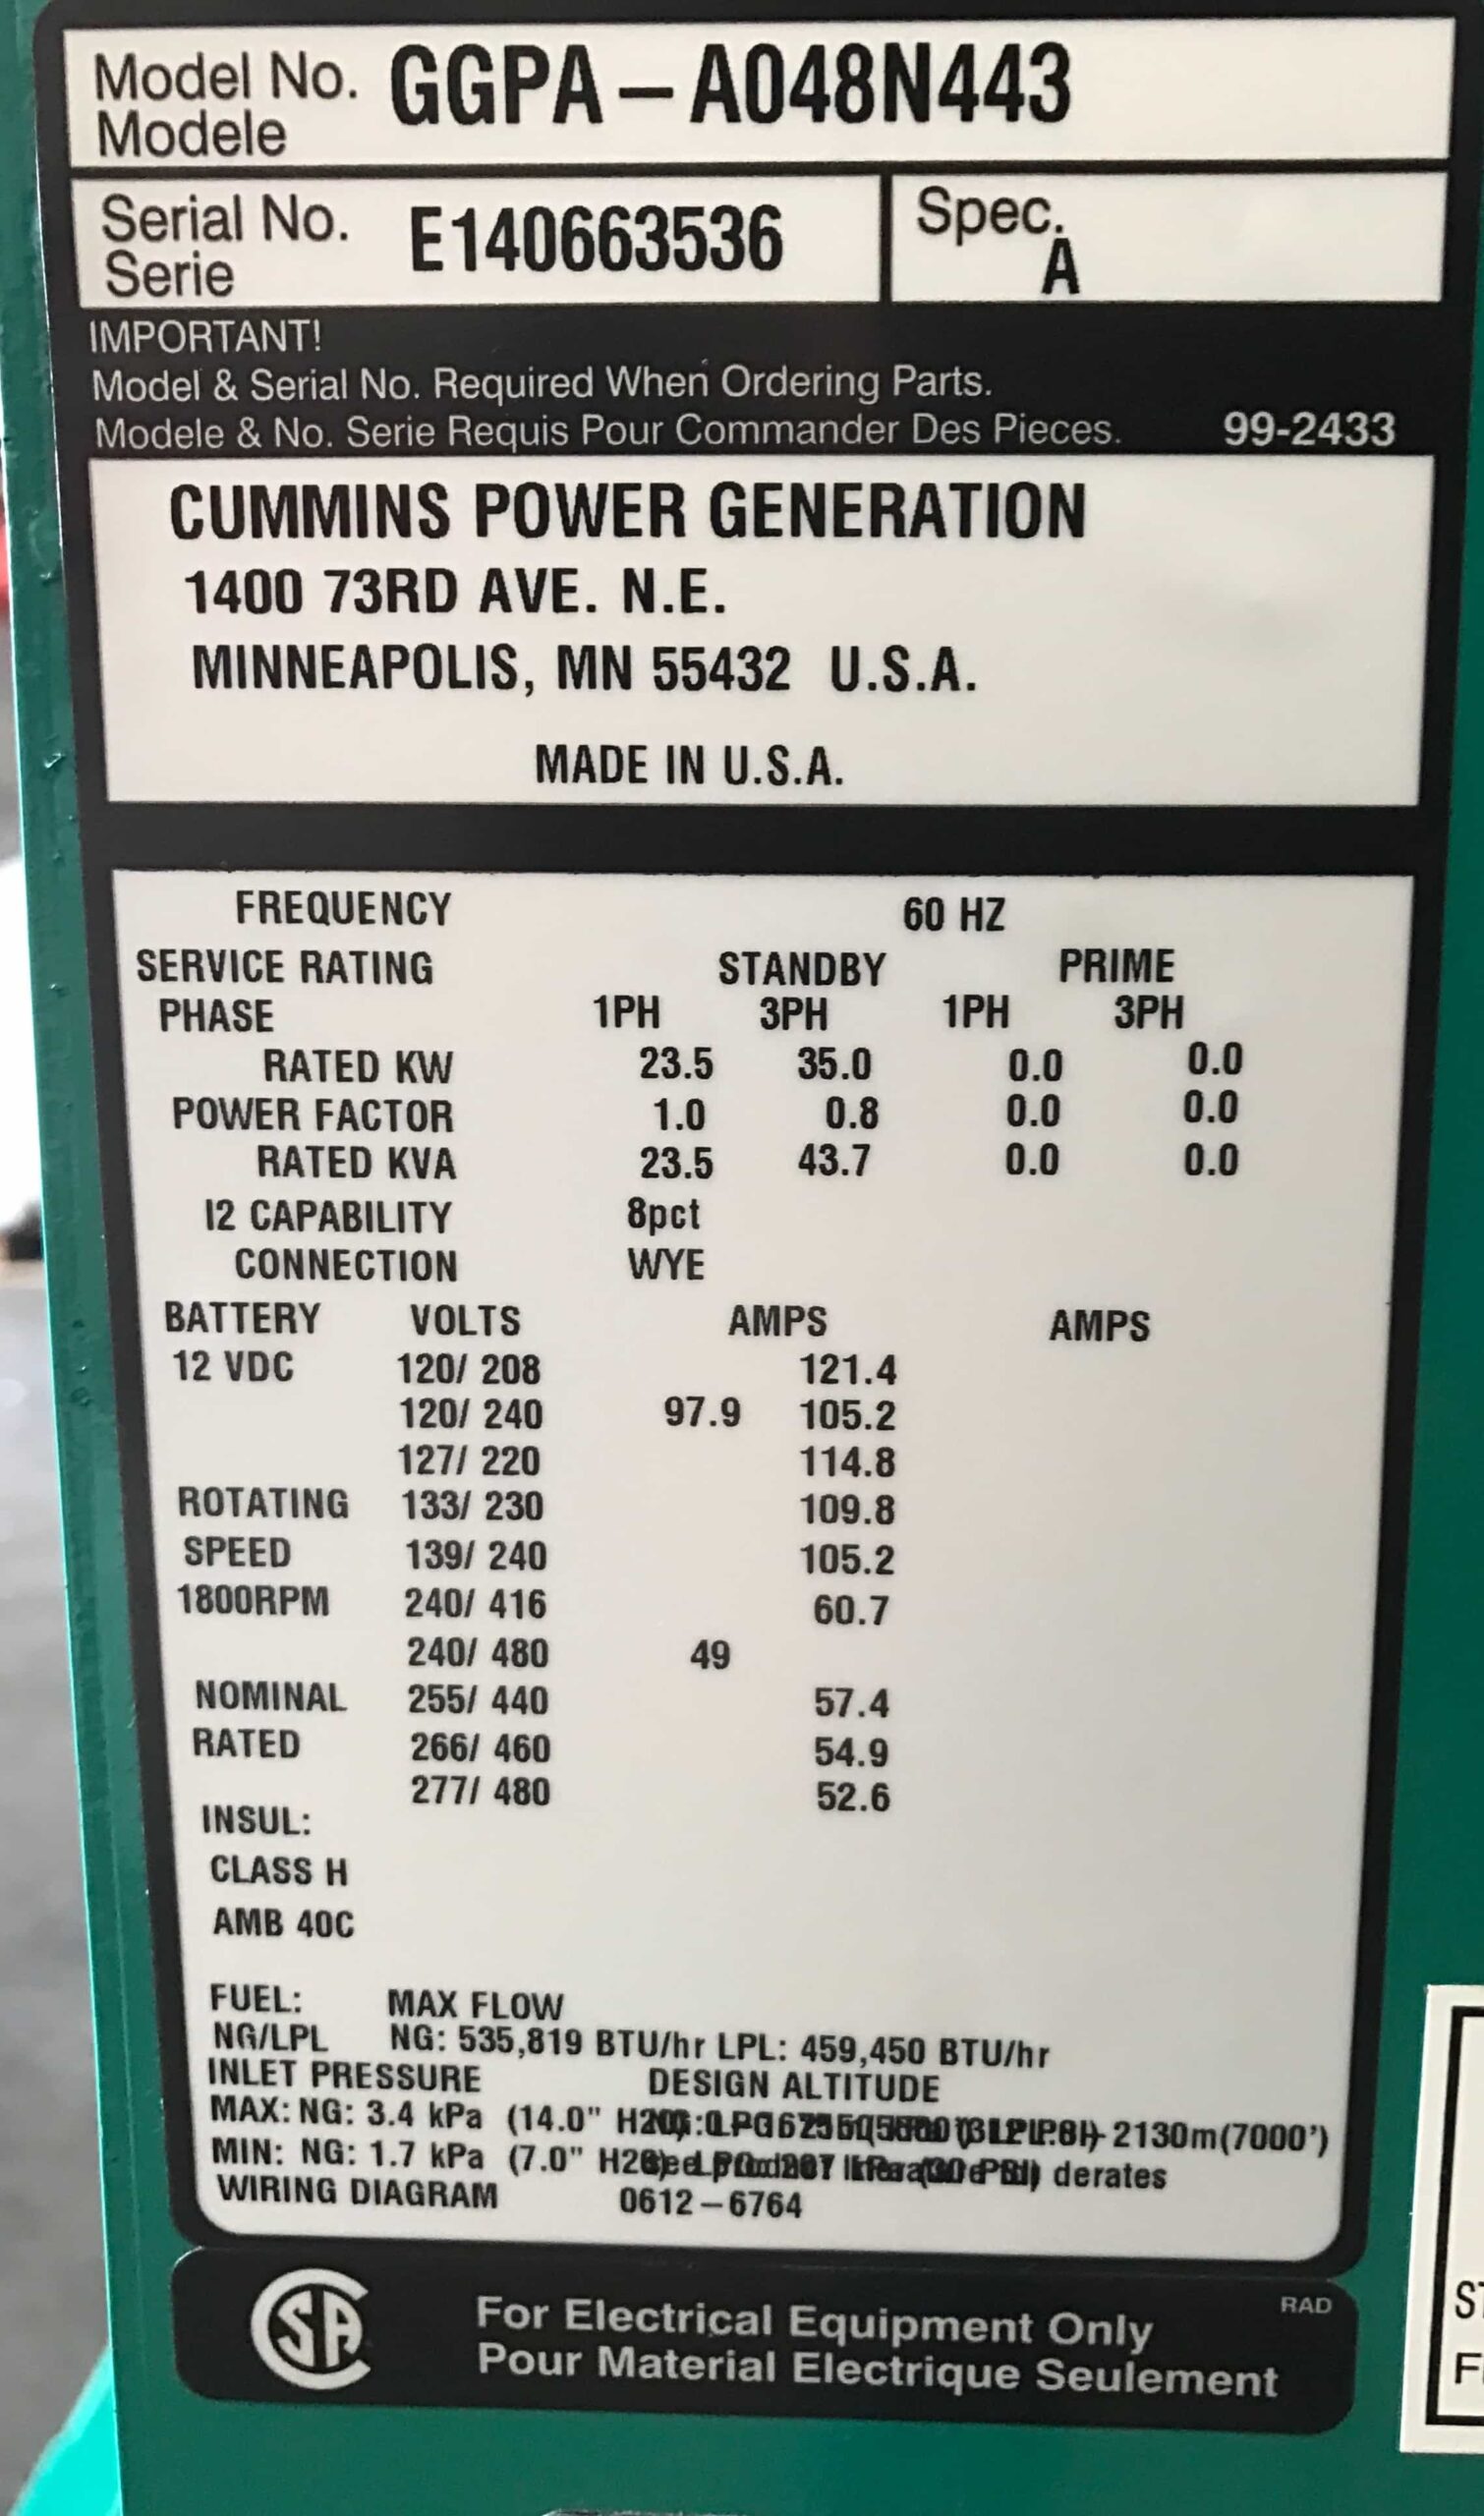 Model No. GGPA-A048N443
Modele
Serial No. E140663536
Serie
Spec.
A
IMPORTANT!
Model & Serial No. Required When Ordering Parts.
Modele & No. Serie Requis Pour Commander Des Pieces. 99-2433
CUMMINS POWER GENERATION
1400 73RD AVE. N.E.
MINNEAPOLIS, MN 55432 U.S.A.
MADE IN U.S.A.
FREQUENCY 60 HZ
SERVICE RATING STANDBY PRIME
PHASE 1PH 3PH 1PH 3PH
RATED KW 23.5 35.0 0.0 0.0
POWER FACTOR 1.0 0.8 0.0 0.0
RATED KVA 23.5 43.7 0.0 0.0
I2 CAPABILITY 8pct
CONNECTION WYE
BATTERY VOLTS AMPS AMPS
12 VDC 120/ 208 121.4
120/ 240 97.9 105.2
127/ 220 114.8
ROTATING 133/ 230 109.8
SPEED 139/ 240 105.2
1800RPM 240/ 416 60.7
240/ 480 49
NOMINAL 255/ 440 57.4
RATED 266/ 460 54.9
277/ 480 52.6
INSUL:
CLASS H
AMB 40C
FUEL: MAX FLOW
NG/LPL NG: 535,819 BTU/hr LPL: 459,450 BTU/hr
INLET PRESSURE DESIGN ALTITUDE
MAX: NG: 3.4 kPa (14.0" 2130m(7000')
MIN: NG: 1.7 kPa (7.0" derates
WIRING DIAGRAM 0612-6764
SA
For Electrical Equipment Only RAD
Pour Material Electrique Seulement